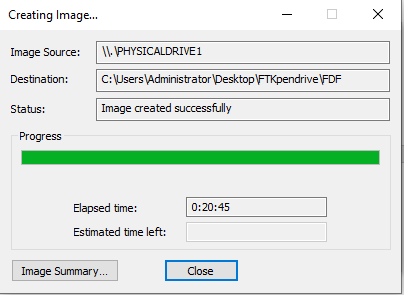 Creating Image...
Image Source: \\.\PHYSICALDRIVE1
Destination: C:\Users\Administrator\Desktop\FTKpendrive\FDF
Status: Image created successfully
Progress
Elapsed time: 0:20:45
Estimated time left:
Image Summary... Close